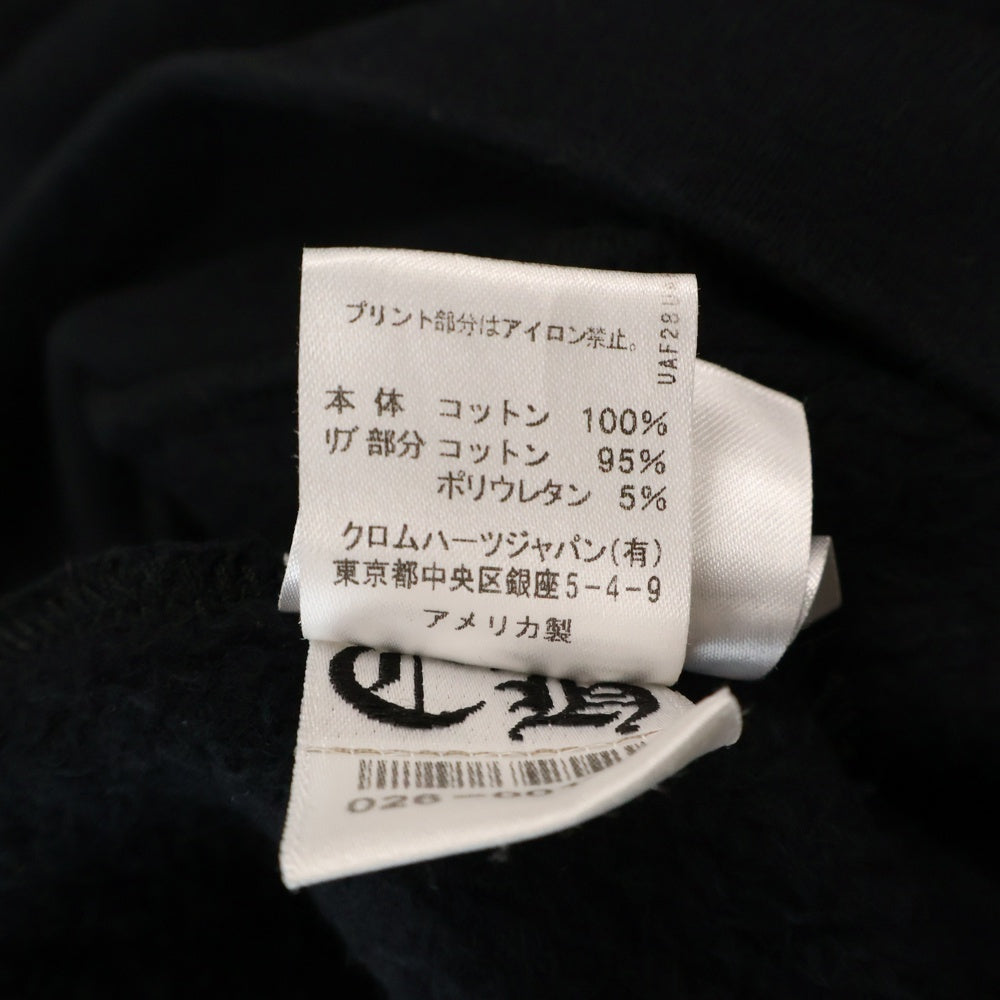 プリント部分はアイロン禁止。
本体 コットン 100%
リブ部分 コットン 95%
ポリウレタン 5%
クロムハーツジャパン(有)
東京都中央区銀座5-4-9
アメリカ製